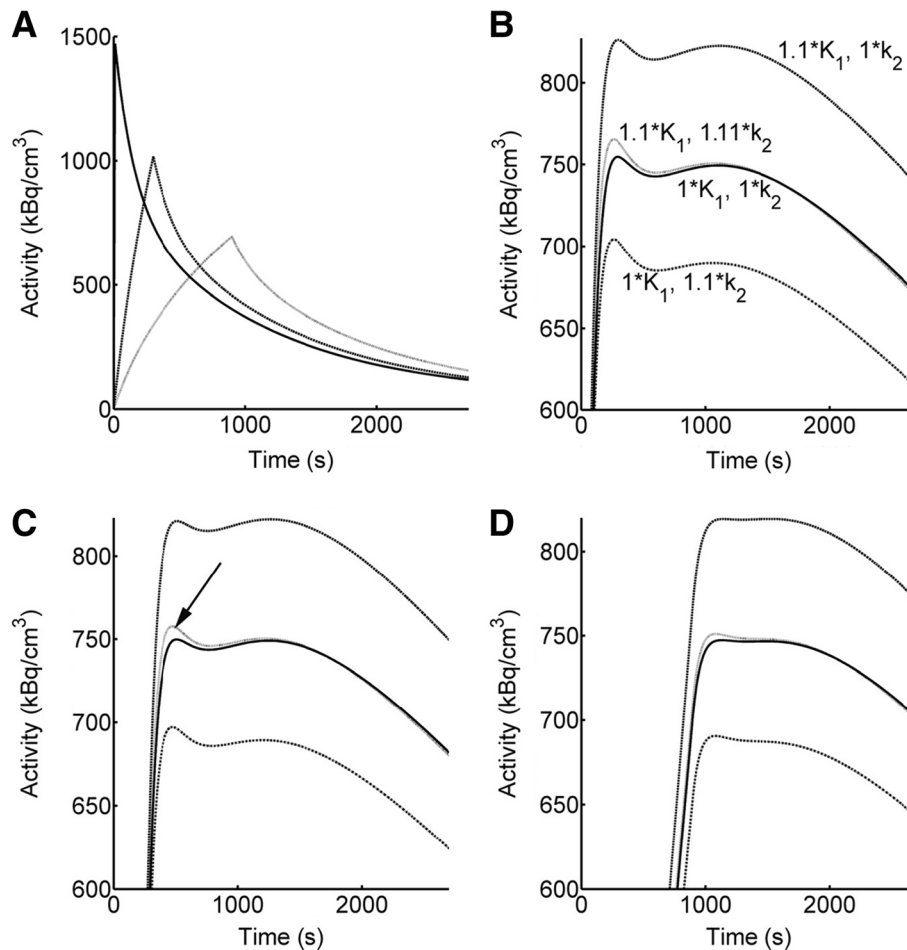 A
1500
1000
500
0
Activity (kBq/cm³)
0
1000
2000
Time (s)
B
800
750
700
650
600
Activity (kBq/cm³)
1.1*K₁, 1*k₂
1.1*K₁, 1.11*k₂
1*K₁, 1*k₂
1*K₁, 1.1*k₂
0
1000
2000
Time (s)
C
800
750
700
650
600
Activity (kBq/cm³)
0
1000
2000
Time (s)
D
800
750
700
650
600
Activity (kBq/cm³)
0
1000
2000
Time (s)